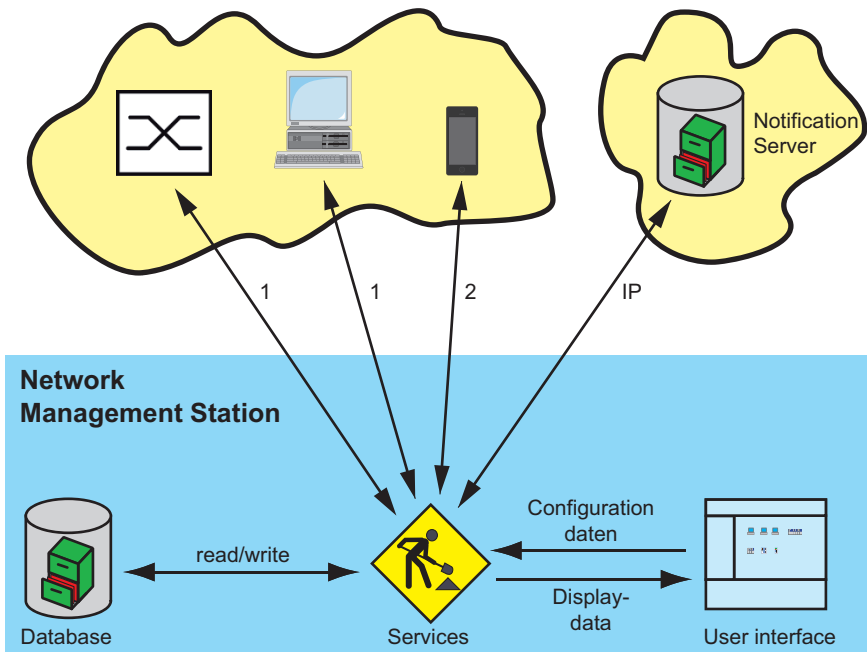 Notification
Server
1
1
2
IP
Network
Management Station
Configuration
daten
read/write
Display-
data
Database
Services
User interface